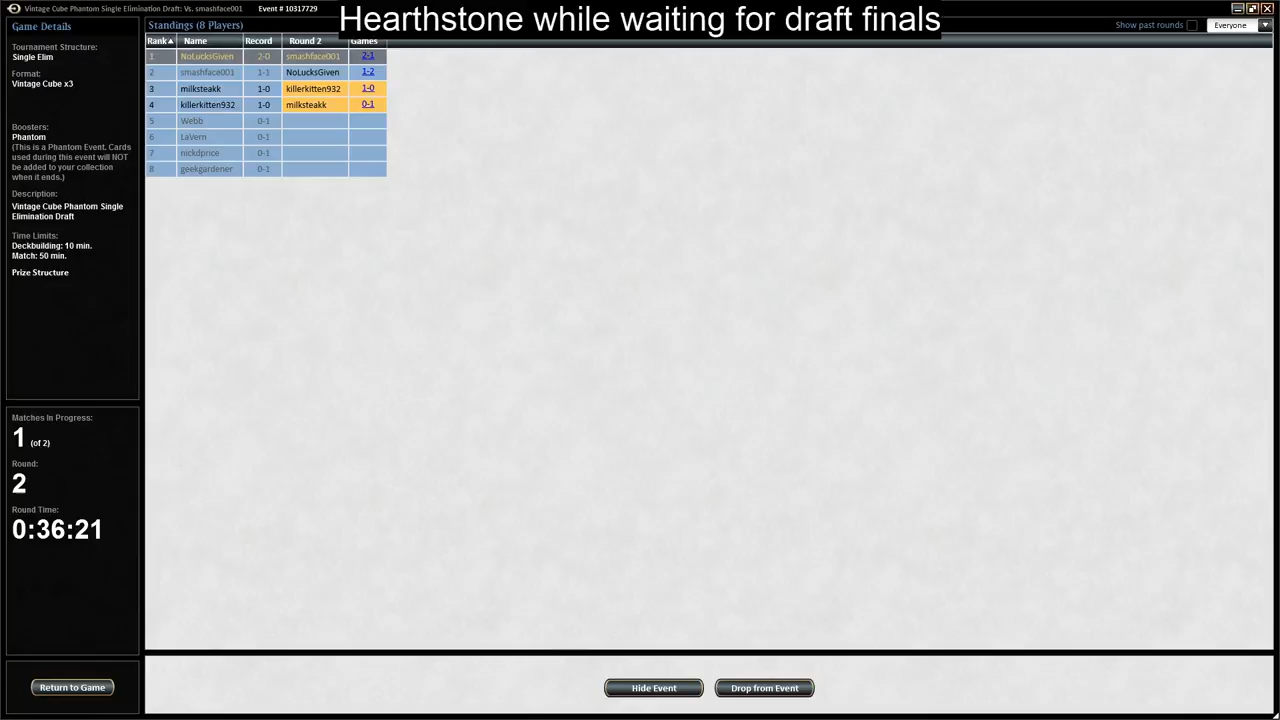 Vintage Cube Phantom Single Elimination Draft: Vs. smashface001 Event # 10317729
Hearthstone while waiting for draft finals
Game Details
Tournament Structure:
Single Elim
Format:
Vintage Cube x3
Boosters:
Phantom
(This is a Phantom Event. Cards
used during this event will NOT
be added to your collection
when it ends.)
Description:
Vintage Cube Phantom Single
Elimination Draft
Time Limits:
Deckbuilding: 10 min.
Match: 50 min.
Prize Structure
Matches In Progress:
1 (of 2)
Round:
2
Round Time:
0:36:21
Return to Game
Standings (8 Players)
Show past rounds
Everyone
Rank Name Record Round 2 Games
1 NoLucksGiven 2-0 smashface001 2-1
2 smashface001 1-1 NoLucksGiven 1-2
3 milksteakk 1-0 killerkitten932 1-0
4 killerkitten932 1-0 milksteakk 0-1
5 Webb 0-1
6 LaVern 0-1
7 nickdprice 0-1
8 geekgardener 0-1
Hide Event
Drop from Event